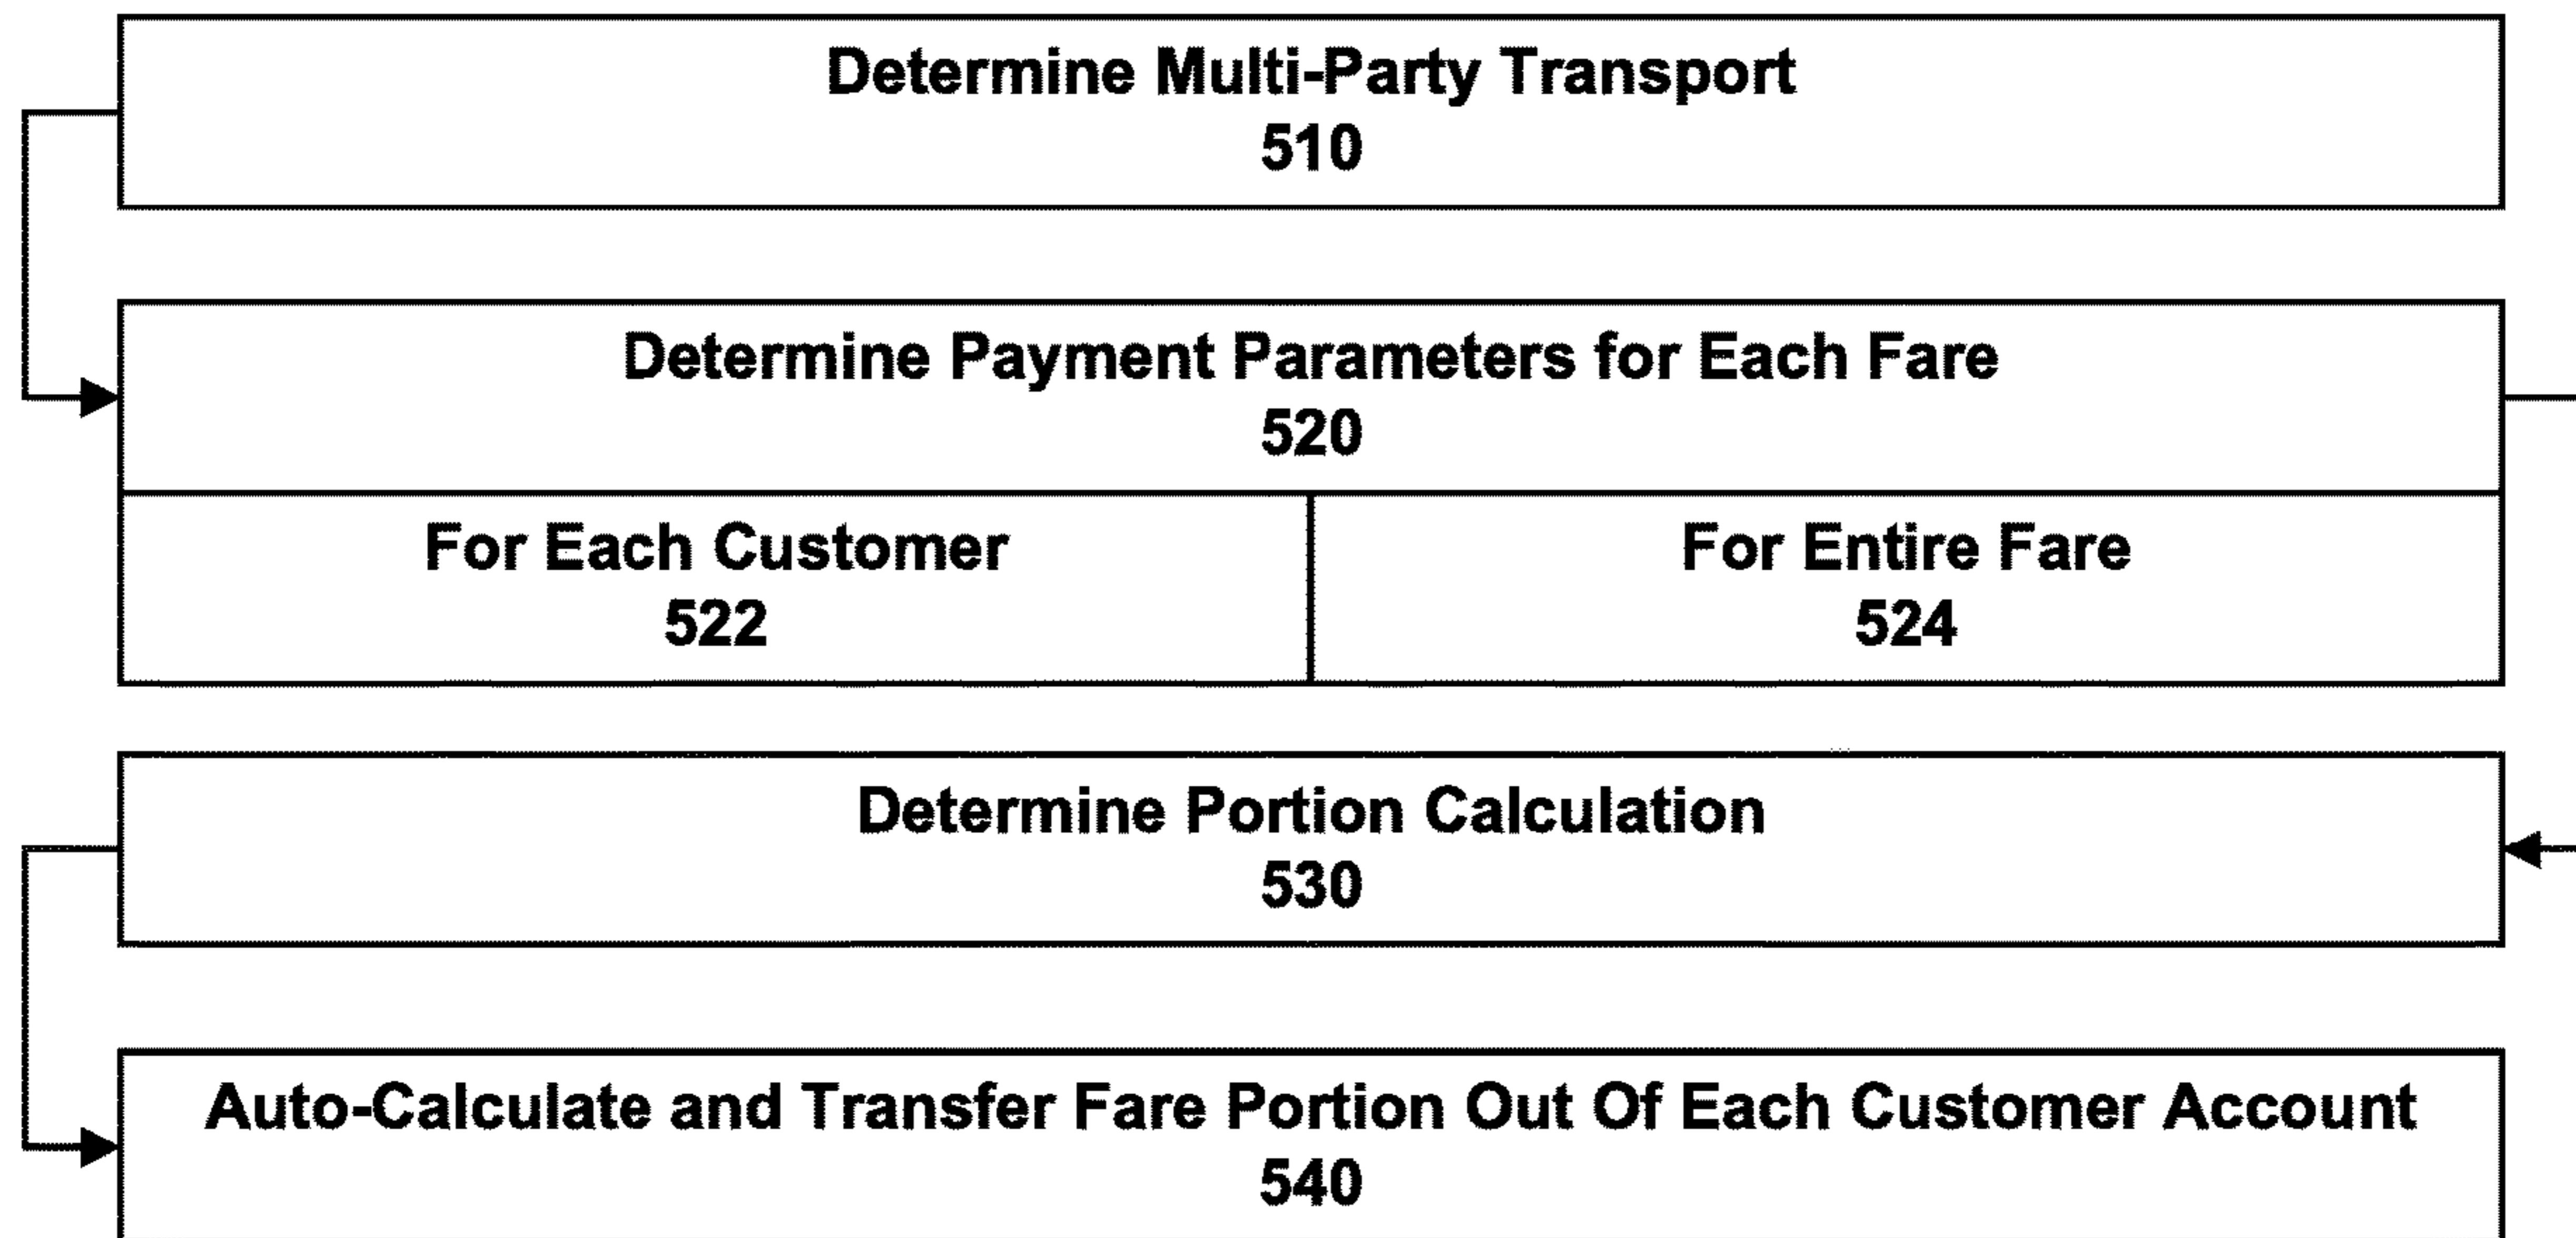 Determine Multi-Party Transport
510
Determine Payment Parameters for Each Fare
520
For Each Customer
522
For Entire Fare
524
Determine Portion Calculation
530
Auto-Calculate and Transfer Fare Portion Out Of Each Customer Account
540